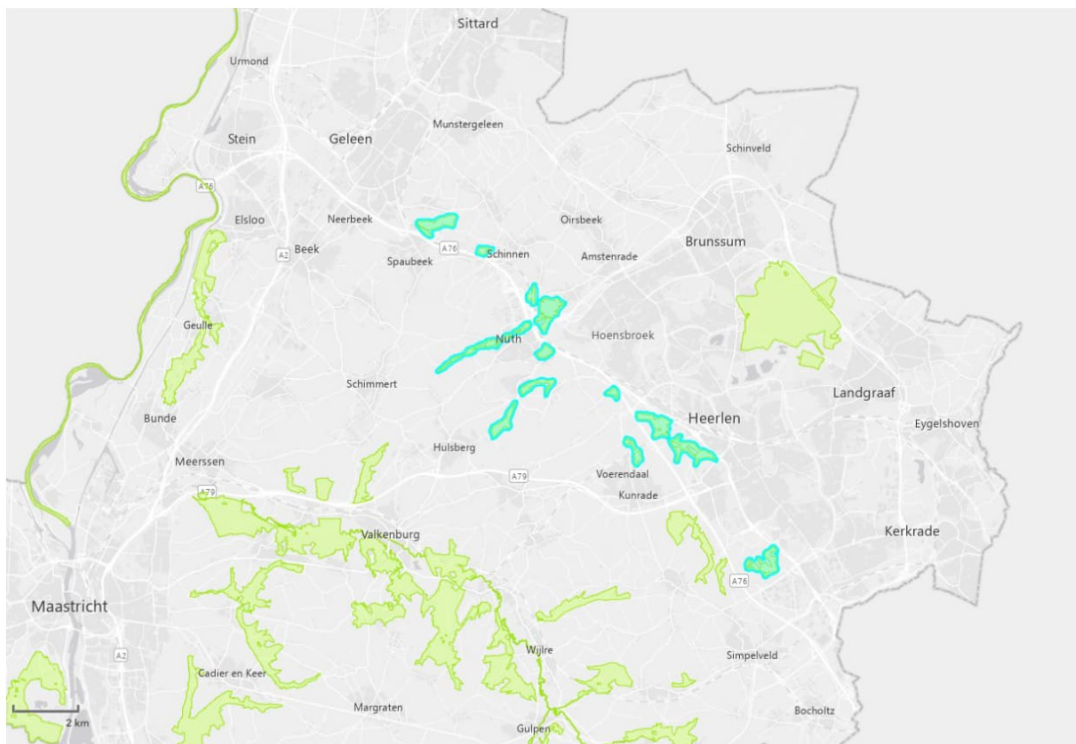 Sittard
Urmond
Munstergeleen
Stein
Geleen
Schinveld
A76
Elsloo
Neerbeek
Oirsbeek
Brunssum
Beek
A2
A76
Schinnen
Spaubeek
Amstenrade
Geulle
Nuth
Hoensbroek
Schimmert
Landgraaf
Bunde
Heerlen
Eygelshoven
Hulsberg
Meerssen
A79
Voerendaal
A79
Kunrade
Valkenburg
Kerkrade
A76
Maastricht
A2
Wijlre
Simpelveld
Cadier en Keer
Margraten
Bocholtz
2 km
Gulpen